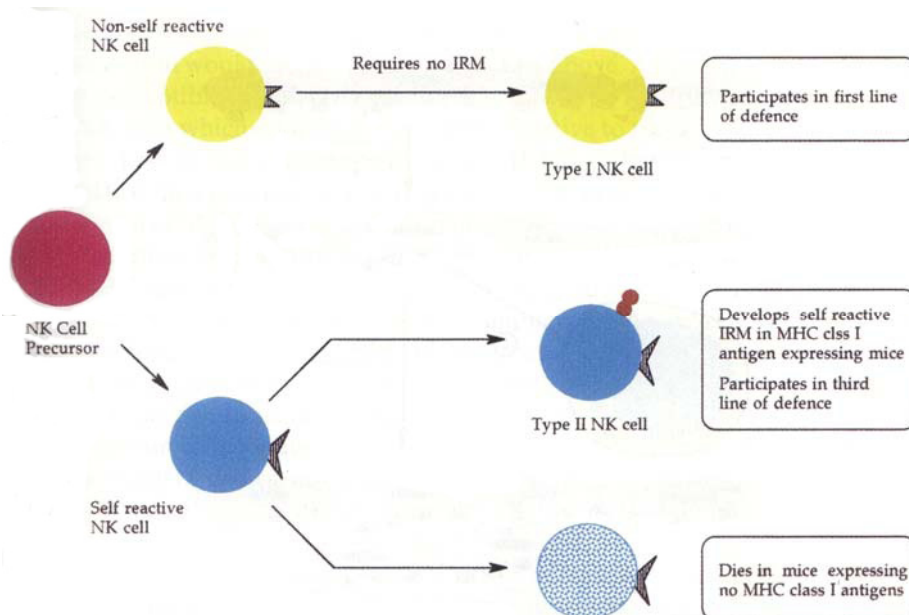 Non-self reactive
NK cell
Requires no IRM
Participates in first line
of defence
Type I NK cell
NK Cell
Precursor
Develops self reactive
IRM in MHC clss I
antigen expressing mice
Participates in third
line of defence
Type II NK cell
Self reactive
NK cell
Dies in mice expressing
no MHC class I antigens